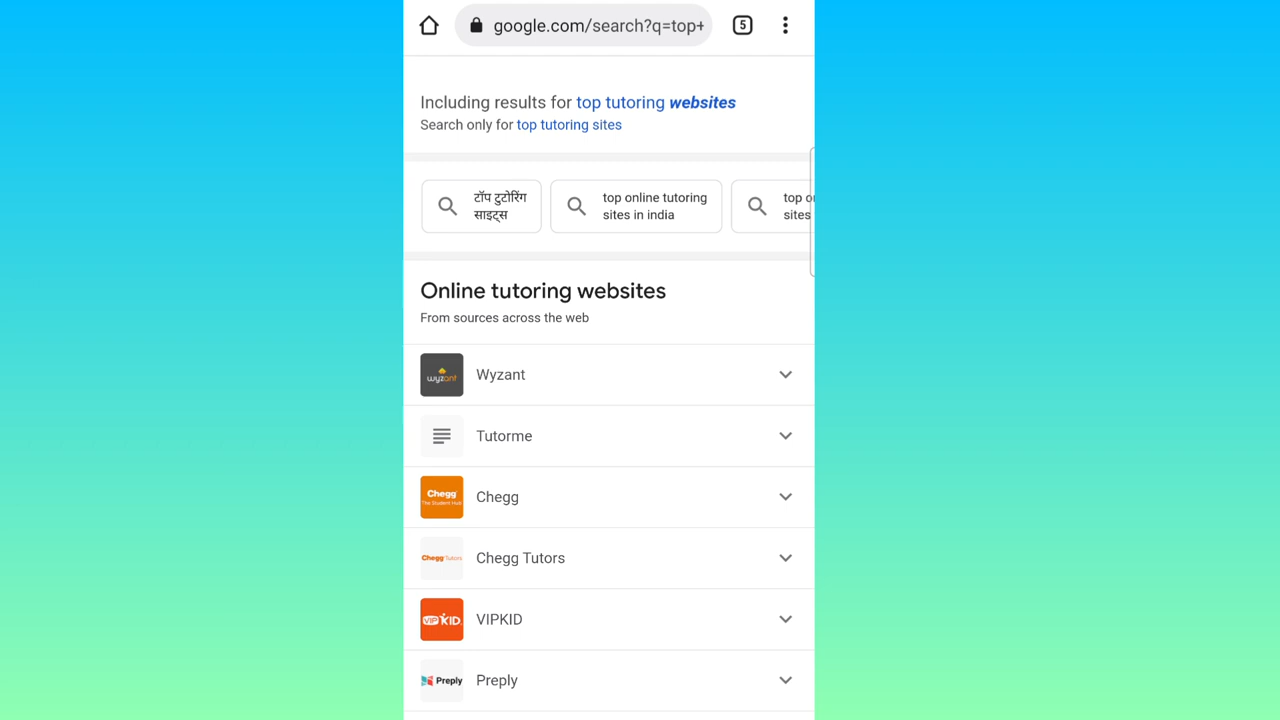 google.com/search?q=top+
5
Including results for top tutoring websites
Search only for top tutoring sites
टॉप टुटोरिंग
साइट्स
top online tutoring
sites in india
sites
Online tutoring websites
From sources across the web
wyzant
Wyzant
Tutorme
Chegg
The Student Hub
Chegg
Chegg Tutors
Chegg Tutors
VIPKID
VIPKID
Preply
Preply